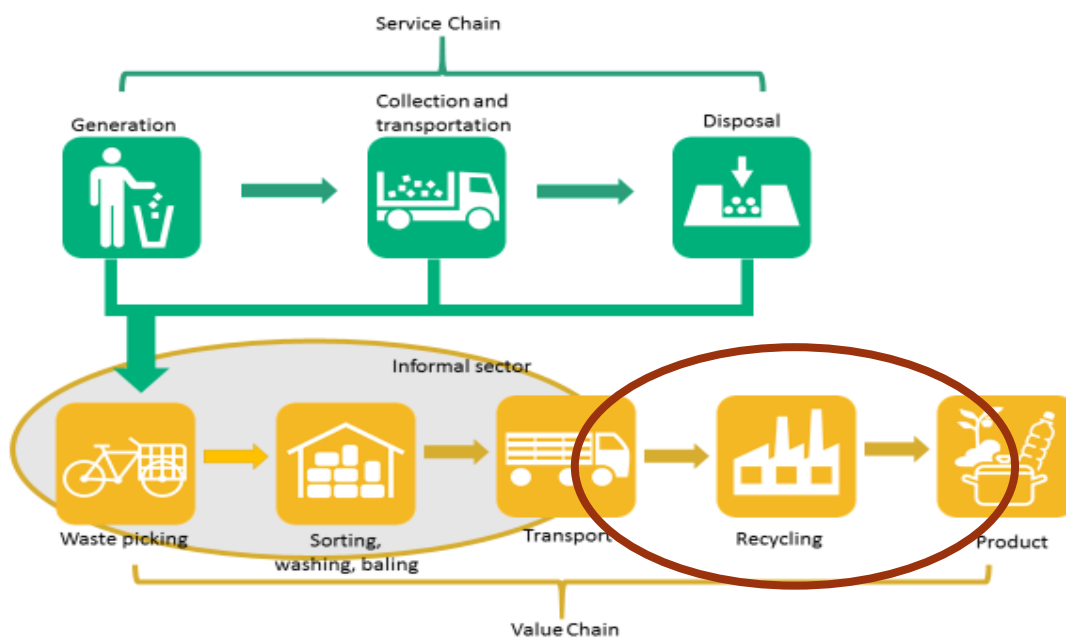 Service Chain
Generation
Collection and
transportation
Disposal
Informal sector
Waste picking
Sorting,
washing, baling
Transport
Recycling
Product
Value Chain